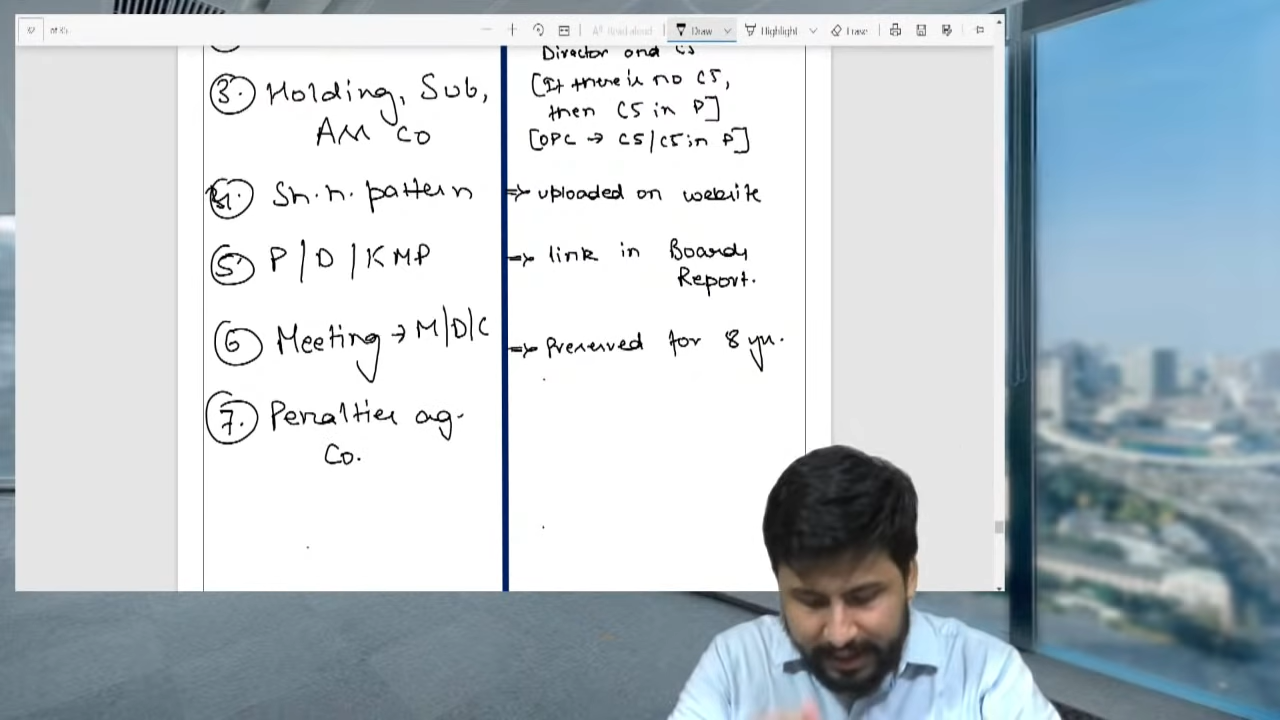 Draw
Highlight
Erase
3. Holding, Sub,
AM CO
4. Sh.h. pattern
5 P/D/KMP
6 Meeting → M/D/C
7. Penalties ag.
Co.
Director and CS
[If there is no CS,
then CS in P]
[OPC → CS/CS in P]
⇒ uploaded on website
⇒ link in Boards
Report.
⇒ Preserved for 8 yr.